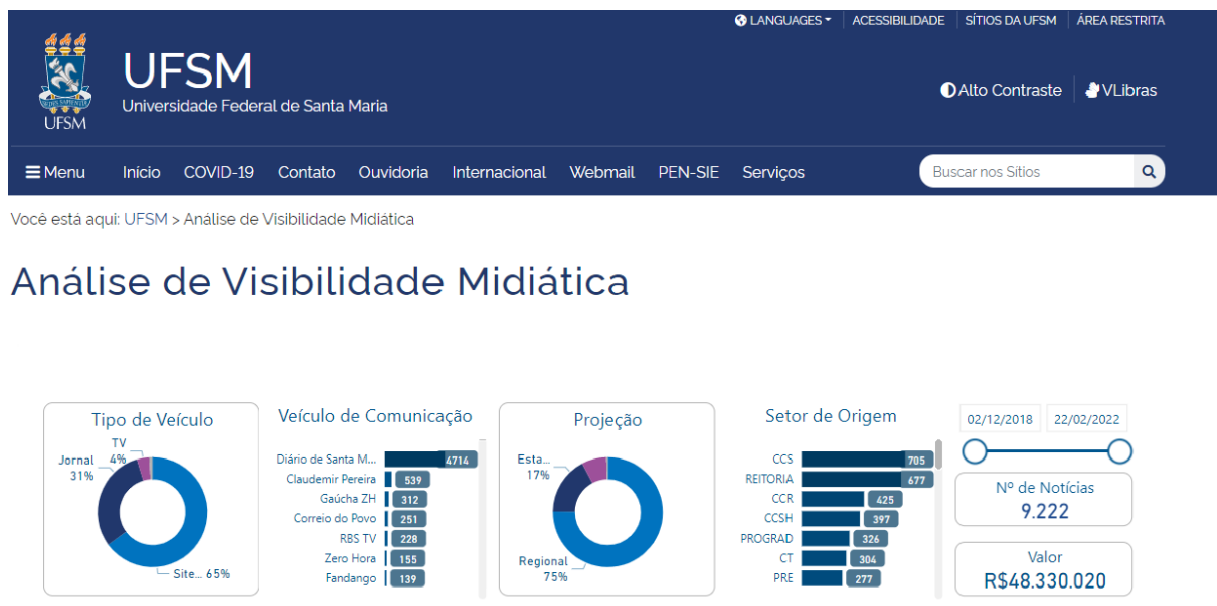 LANGUAGES ACESSIBILIDADE SÍTIOS DA UFSM ÁREA RESTRITA
UFSM
Universidade Federal de Santa Maria
UFSM
Alto Contraste VLibras
Menu Início COVID-19 Contato Ouvidoria Internacional Webmail PEN-SIE Serviços Buscar nos Sítios
Você está aqui: UFSM > Análise de Visibilidade Midiática
Análise de Visibilidade Midiática
Tipo de Veículo
TV
4%
Jornal
31%
Site... 65%
Veículo de Comunicação
Diário de Santa M... 4714
Claudemir Pereira 539
Gaúcha ZH 312
Correio do Povo 251
RBS TV 228
Zero Hora 155
Fandango 139
Projeção
Esta...
17%
Regional
75%
Setor de Origem
CCS 705
REITORIA 677
CCR 425
CCSH 397
PROGRAD 326
CT 304
PRE 277
02/12/2018 22/02/2022
Nº de Notícias
9.222
Valor
R$48.330.020